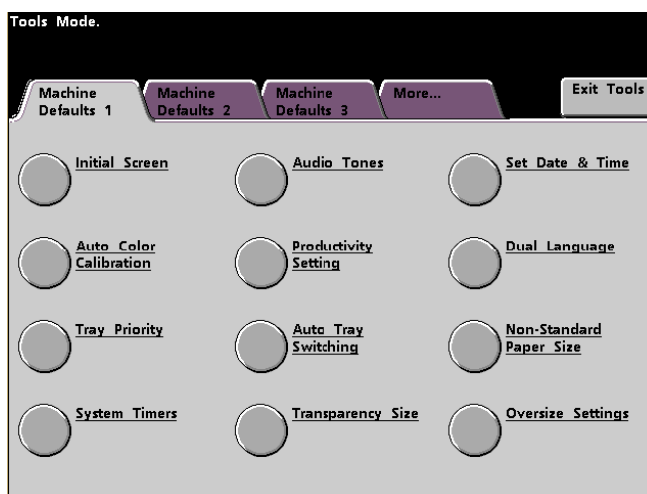 Tools Mode.
Machine
Defaults 1
Machine
Defaults 2
Machine
Defaults 3
More...
Exit Tools
Initial Screen
Audio Tones
Set Date & Time
Auto Color
Calibration
Productivity
Setting
Dual Language
Tray Priority
Auto Tray
Switching
Non-Standard
Paper Size
System Timers
Transparency Size
Oversize Settings